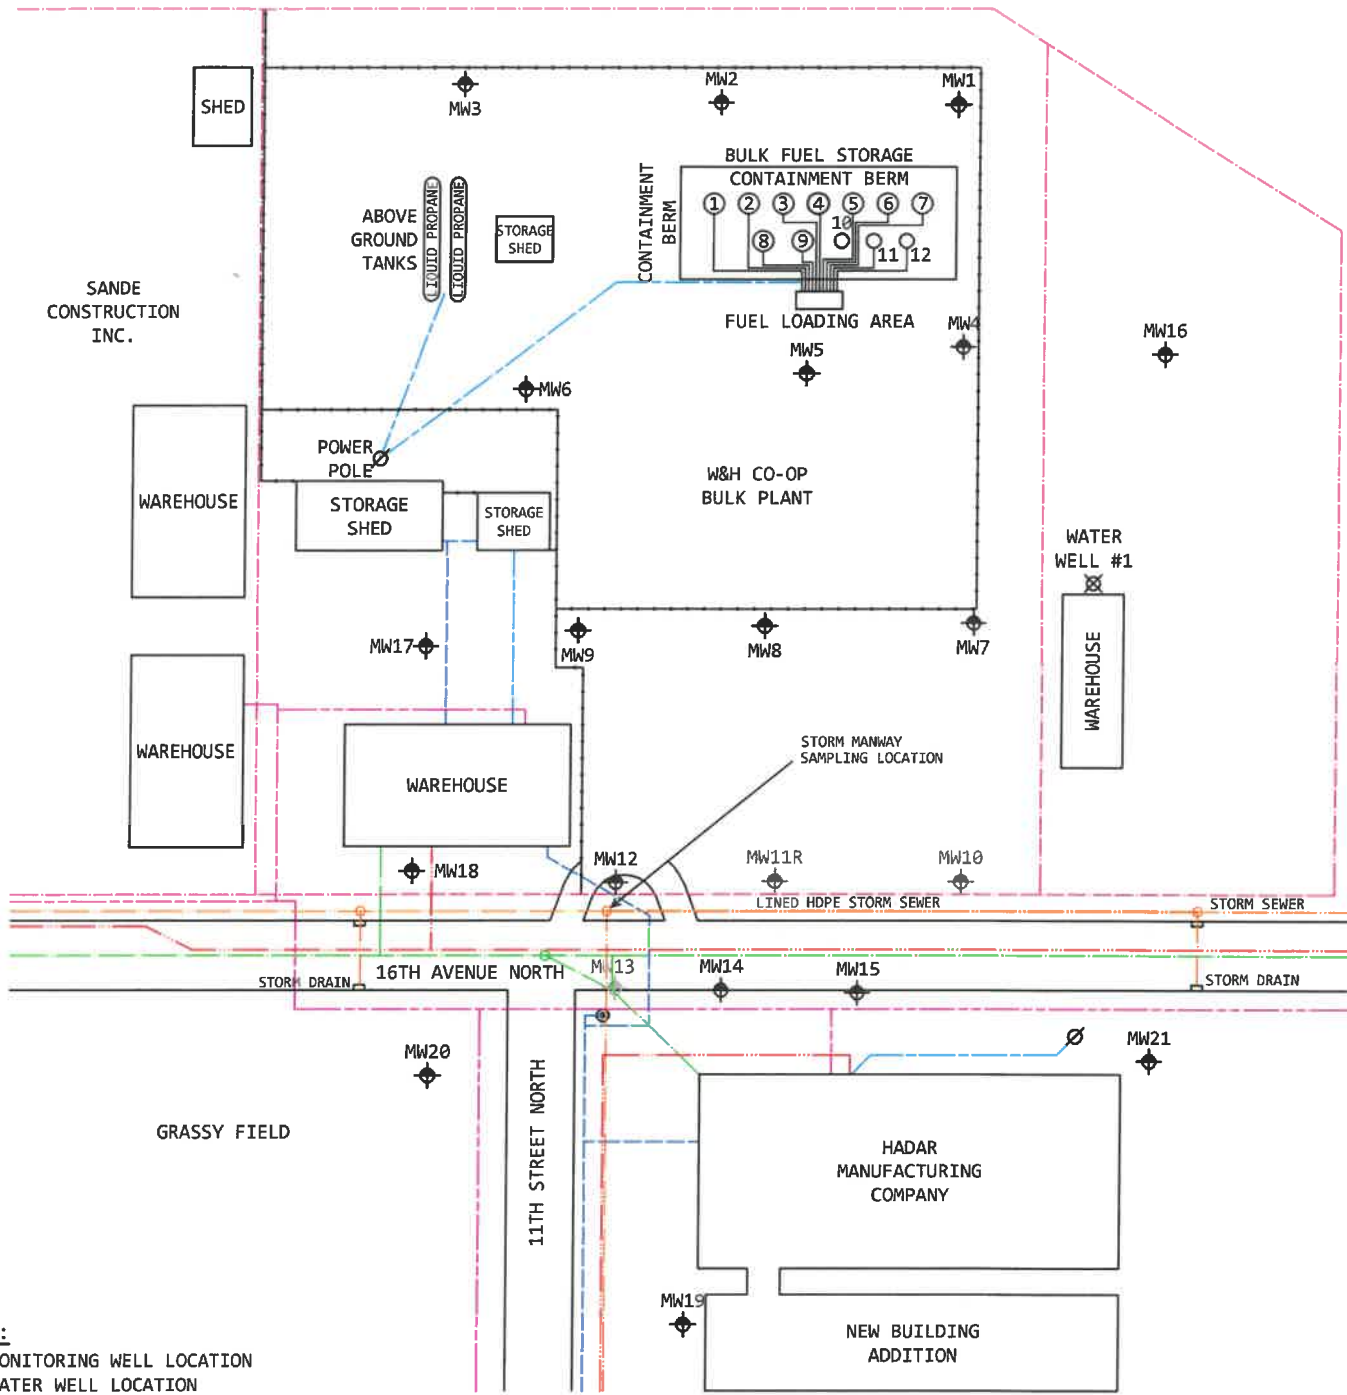 MW3
MW2
MW1
SHED
BULK FUEL STORAGE
CONTAINMENT BERM
CONTAINMENT
BERM
1
2
3
4
5
6
7
8
9
10
11
12
ABOVE
GROUND
TANKS
LIQUID PROPANE
LIQUID PROPANE
STORAGE
SHED
SANDE
CONSTRUCTION
INC.
FUEL LOADING AREA
MW4
MW5
MW16
MW6
POWER
POLE
W&H CO-OP
BULK PLANT
WAREHOUSE
STORAGE
SHED
STORAGE
SHED
WATER
WELL #1
WAREHOUSE
MW17
MW9
MW8
MW7
WAREHOUSE
WAREHOUSE
STORM MANWAY
SAMPLING LOCATION
MW18
MW12
MW11R
MW10
LINED HDPE STORM SEWER
STORM SEWER
16TH AVENUE NORTH
MW13
MW14
MW15
STORM DRAIN
STORM DRAIN
MW20
MW21
11TH STREET NORTH
GRASSY FIELD
HADAR
MANUFACTURING
COMPANY
MW19
NEW BUILDING
ADDITION
:
ONITORING WELL LOCATION
ATER WELL LOCATION